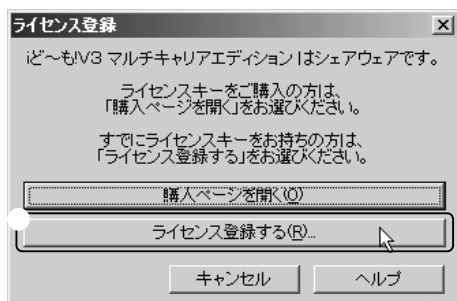 ライセンス登録
iど～も!V3 マルチキャリアエディション はシェアウェアです。
ライセンスキーをご購入の方は、
「購入ページを開く」をお選びください。
すでにライセンスキーをお持ちの方は、
「ライセンス登録する」をお選びください。
購入ページを開く(O)
ライセンス登録する(R)...
キャンセル
ヘルプ